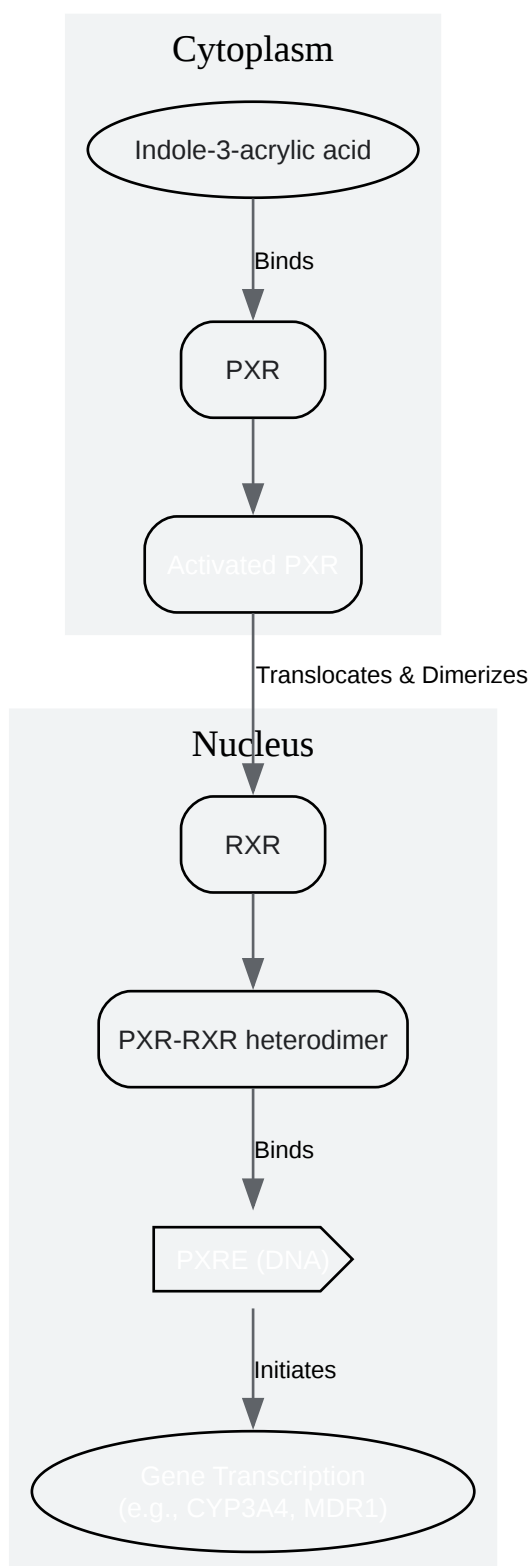 Cytoplasm
Indole-3-acrylic acid
Binds
PXR
Activated PXR
Translocates & Dimerizes
Nucleus
RXR
PXR-RXR heterodimer
Binds
PXRE (DNA)
Initiates
Gene Transcription
(e.g., CYP3A4, MDR1)